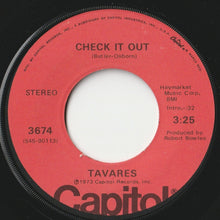 CHECK IT OUT
(Butler-Osborn)
STEREO
Haymarket
Music Corp.
BMI
Intro.-:32
3674
3:25
(S45-90113)
Produced by
Robert Bowles
TAVARES
©1973 Capitol Records, Inc.
Capitol